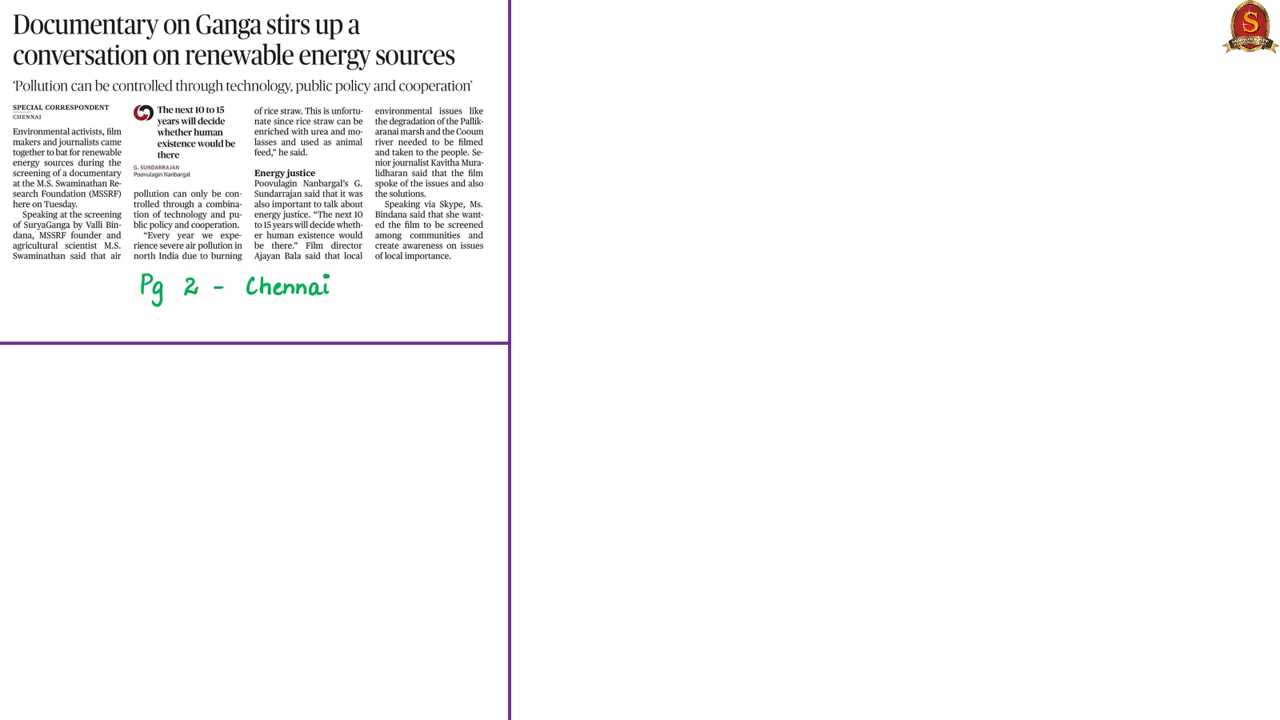 Documentary on Ganga stirs up a
conversation on renewable energy sources
‘Pollution can be controlled through technology, public policy and cooperation’
SPECIAL CORRESPONDENT
CHENNAI
Environmental activists, film
makers and journalists came
together to bat for renewable
energy sources during the
screening of a documentary
at the M.S. Swaminathan Re-
search Foundation (MSSRF)
here on Tuesday.
Speaking at the screening
of SuryaGanga by Valli Bin-
dana, MSSRF founder and
agricultural scientist M.S.
Swaminathan said that air
The next 10 to 15
years will decide
whether human
existence would be
there
G. SUNDARRAJAN
Poovulagin Nanbargal
pollution can only be con-
trolled through a combina-
tion of technology and pu-
blic policy and cooperation.
“Every year we expe-
rience severe air pollution in
north India due to burning
of rice straw. This is unfortu-
nate since rice straw can be
enriched with urea and mo-
lasses and used as animal
feed,” he said.
Energy justice
Poovulagin Nanbargal’s G.
Sundarrajan said that it was
also important to talk about
energy justice. “The next 10
to 15 years will decide wheth-
er human existence would
be there.” Film director
Ajayan Bala said that local
environmental issues like
the degradation of the Pallik-
aranai marsh and the Cooum
river needed to be filmed
and taken to the people. Se-
nior journalist Kavitha Mura-
lidharan said that the film
spoke of the issues and also
the solutions.
Speaking via Skype, Ms.
Bindana said that she want-
ed the film to be screened
among communities and
create awareness on issues
of local importance.
Pg 2 - Chennai
S